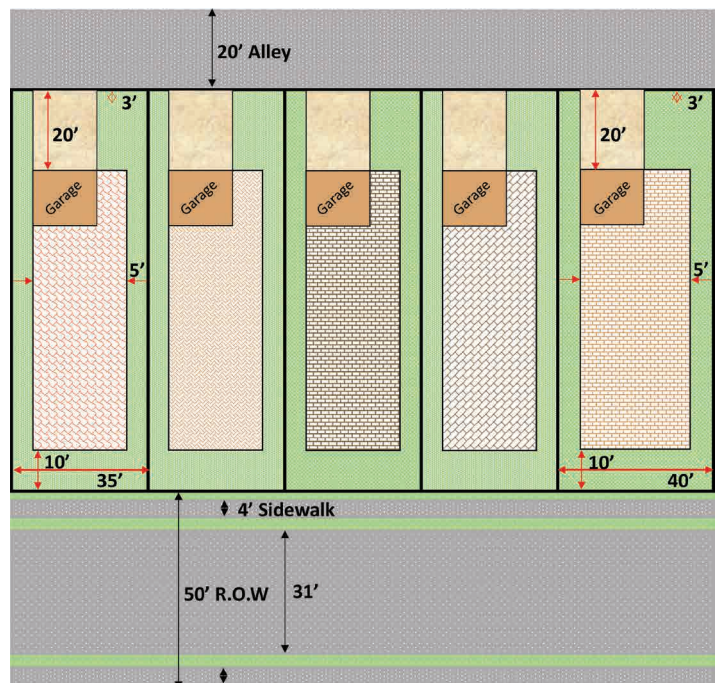 20’ Alley
3’
3’
20’
20’
Garage
Garage
Garage
Garage
Garage
5’
5’
10’
10’
35’
40’
4’ Sidewalk
50’ R.O.W
31’